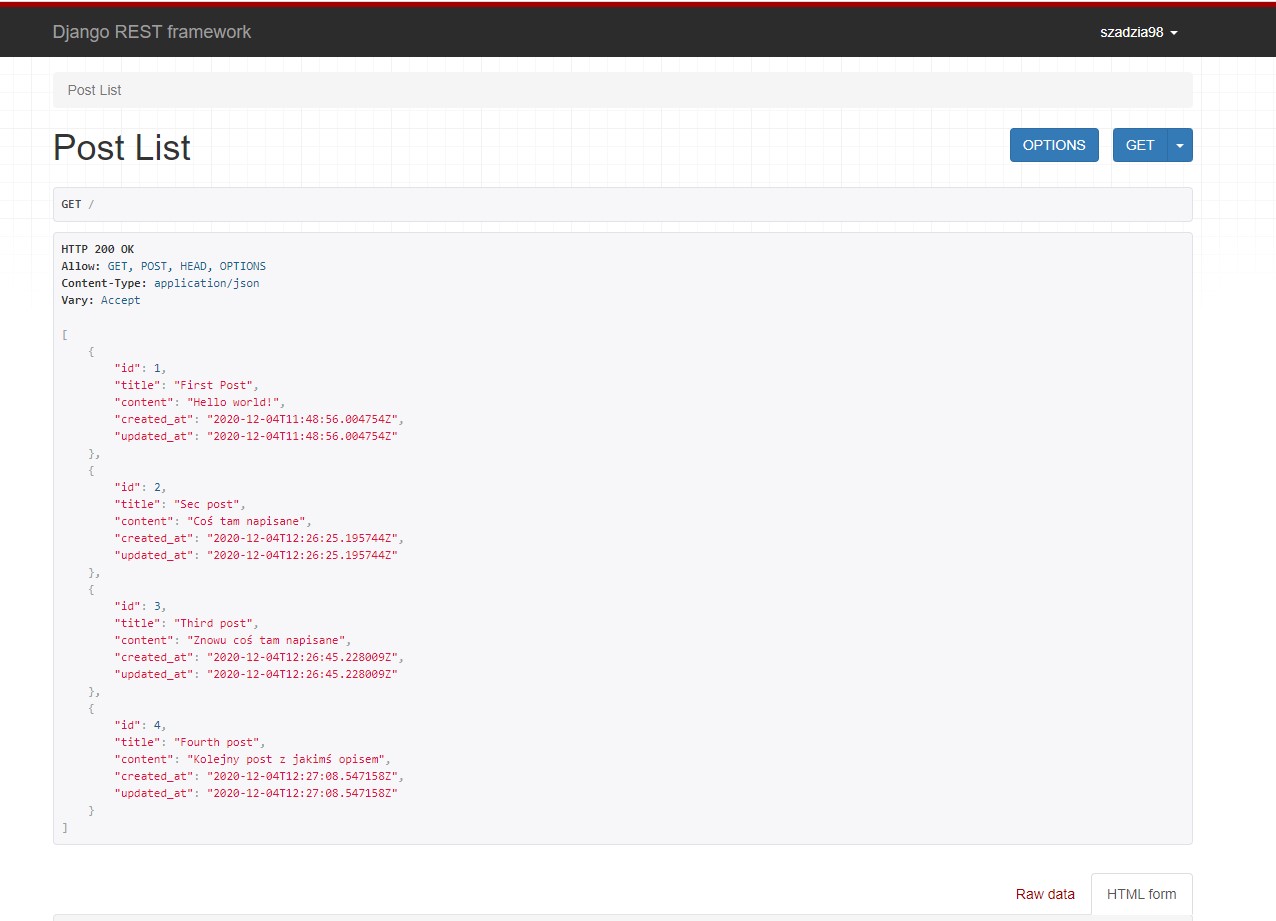 Django REST framework
szadzia98
Post List
Post List
OPTIONS
GET
GET /
HTTP 200 OK
Allow: GET, POST, HEAD, OPTIONS
Content-Type: application/json
Vary: Accept
[
    {
        "id": 1,
        "title": "First Post",
        "content": "Hello world!",
        "created_at": "2020-12-04T11:48:56.004754Z",
        "updated_at": "2020-12-04T11:48:56.004754Z"
    },
    {
        "id": 2,
        "title": "Sec post",
        "content": "Coś tam napisane",
        "created_at": "2020-12-04T12:26:25.195744Z",
        "updated_at": "2020-12-04T12:26:25.195744Z"
    },
    {
        "id": 3,
        "title": "Third post",
        "content": "Znowu coś tam napisane",
        "created_at": "2020-12-04T12:26:45.228009Z",
        "updated_at": "2020-12-04T12:26:45.228009Z"
    },
    {
        "id": 4,
        "title": "Fourth post",
        "content": "Kolejny post z jakimś opisem",
        "created_at": "2020-12-04T12:27:08.547158Z",
        "updated_at": "2020-12-04T12:27:08.547158Z"
    }
]
Raw data
HTML form